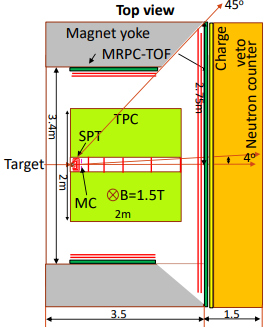 Top view
45°
Magnet yoke
MRPC-TOF
Charge
veto
Neutron counter
2.75m
3.4m
TPC
SPT
Target
4°
2m
MC
⊗B=1.5T
2m
3.5
1.5